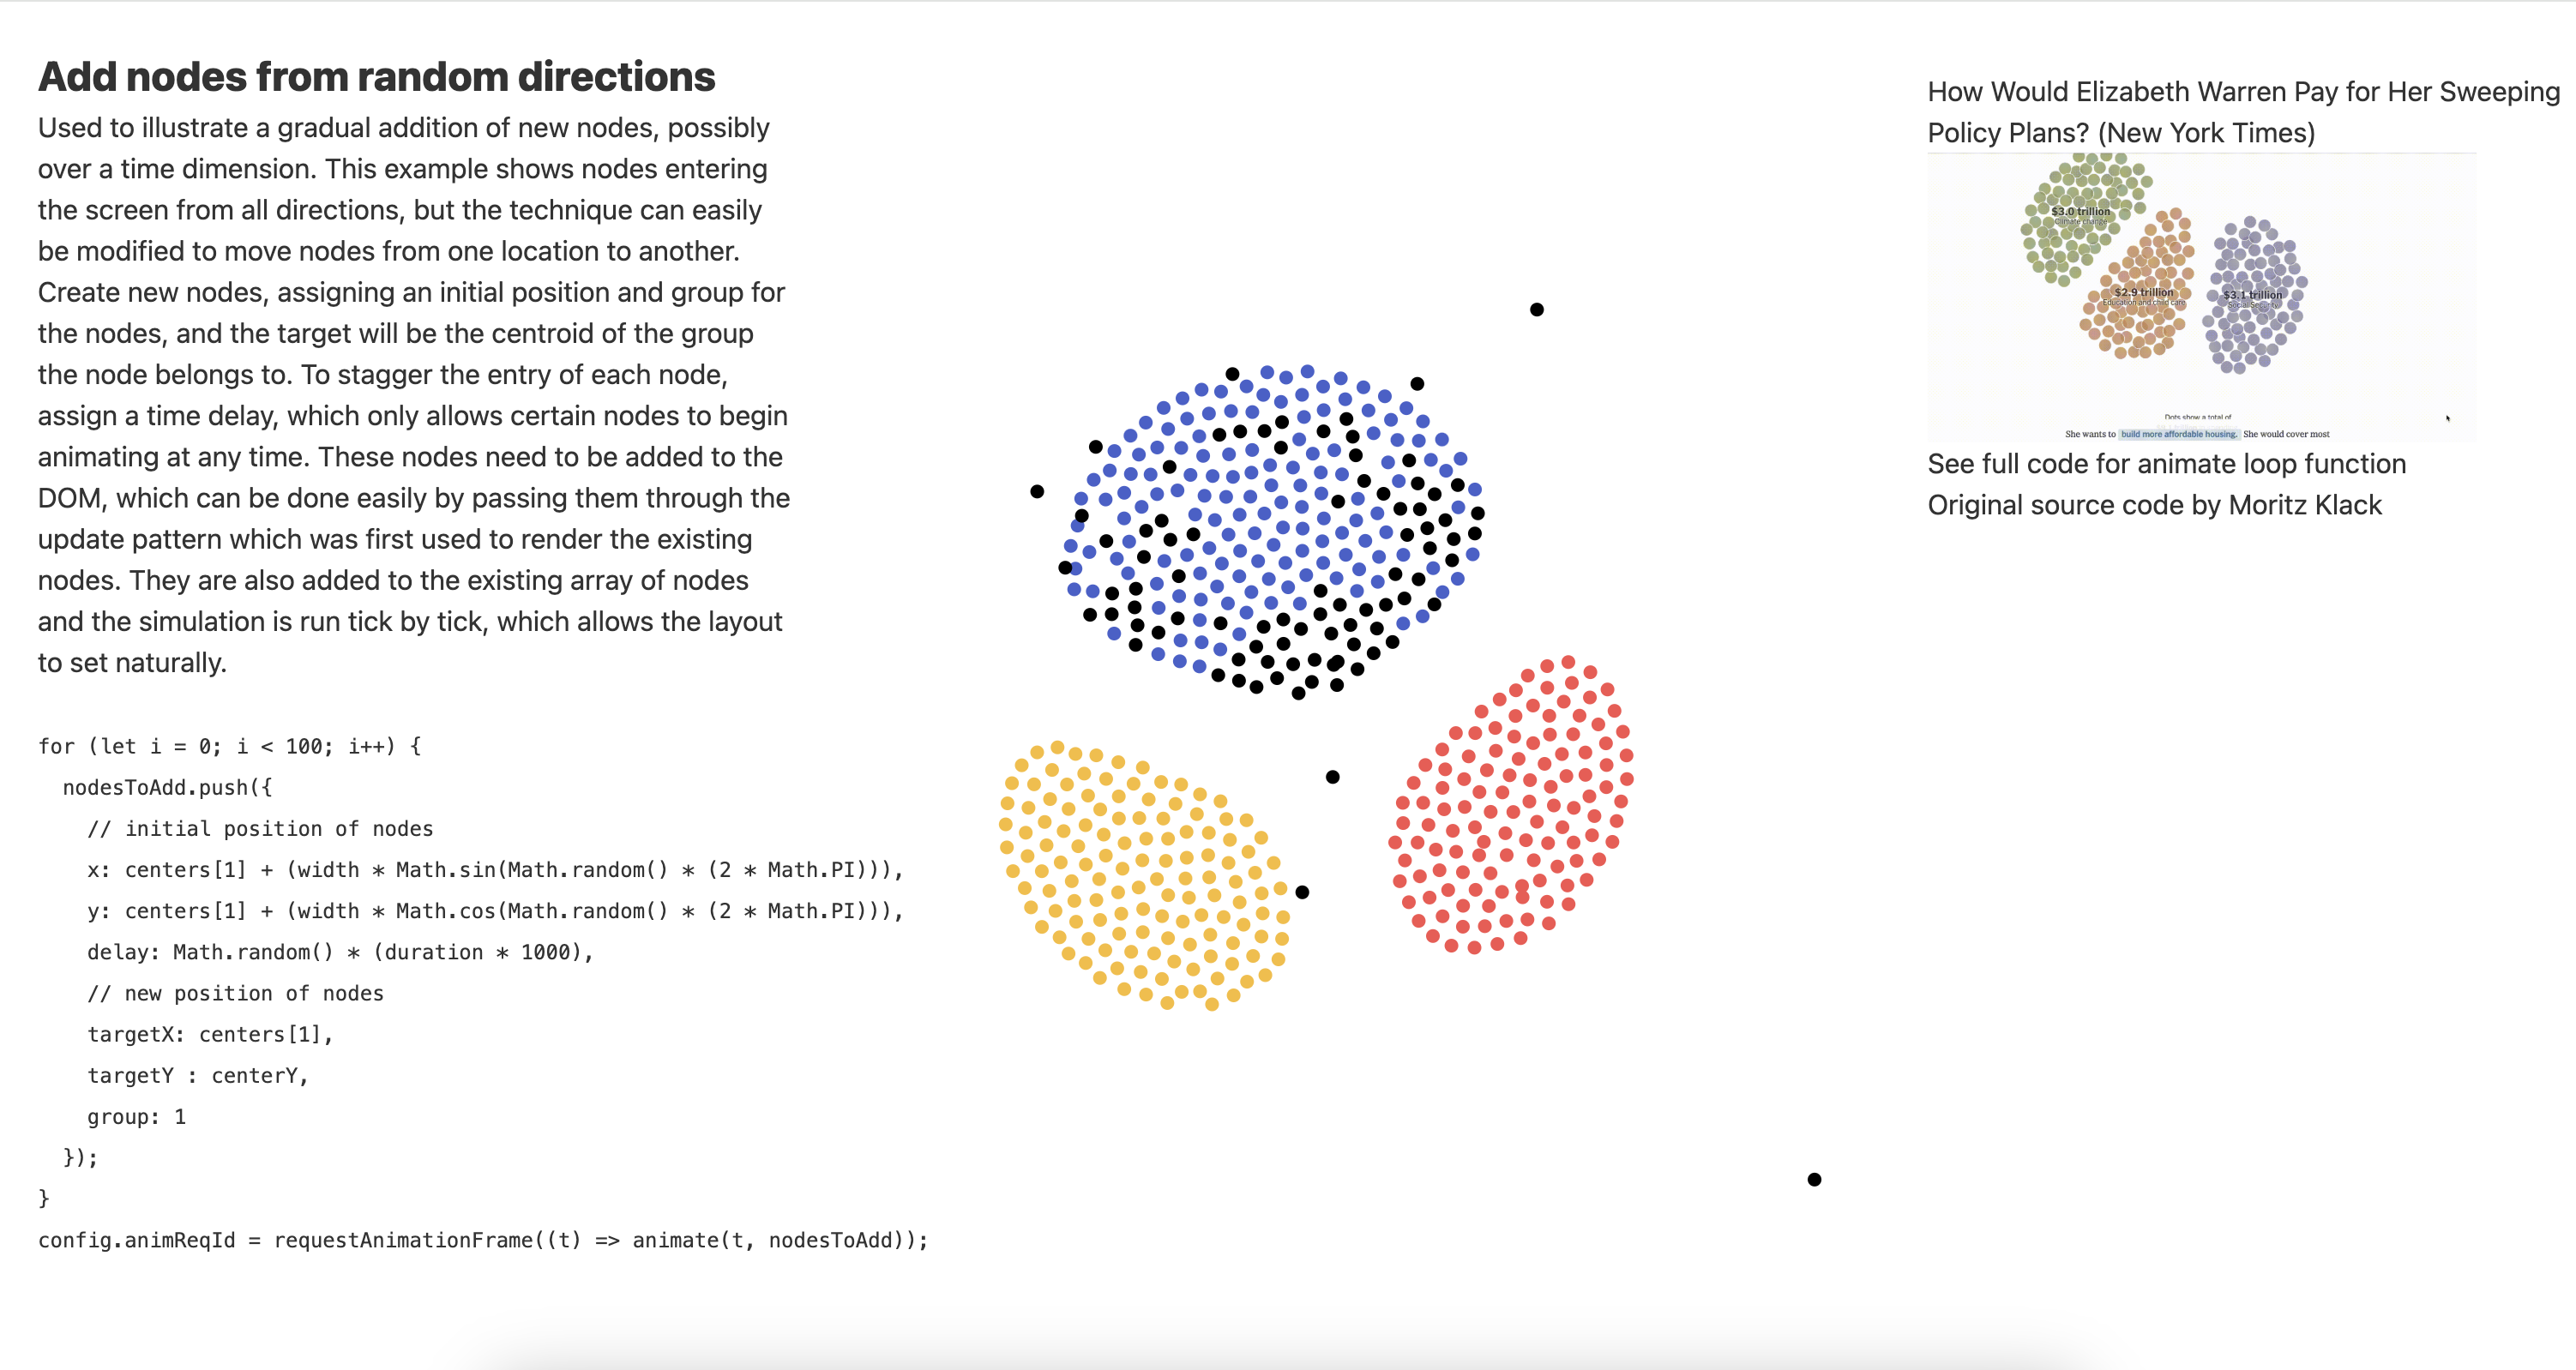 Add nodes from random directions
Used to illustrate a gradual addition of new nodes, possibly
over a time dimension. This example shows nodes entering
the screen from all directions, but the technique can easily
be modified to move nodes from one location to another.
Create new nodes, assigning an initial position and group for
the nodes, and the target will be the centroid of the group
the node belongs to. To stagger the entry of each node,
assign a time delay, which only allows certain nodes to begin
animating at any time. These nodes need to be added to the
DOM, which can be done easily by passing them through the
update pattern which was first used to render the existing
nodes. They are also added to the existing array of nodes
and the simulation is run tick by tick, which allows the layout
to set naturally.
for (let i = 0; i < 100; i++) {
nodesToAdd.push({
// initial position of nodes
x: centers[1] + (width * Math.sin(Math.random() * (2 * Math.PI))),
y: centers[1] + (width * Math.cos(Math.random() * (2 * Math.PI))),
delay: Math.random() * (duration * 1000),
// new position of nodes
targetX: centers[1],
targetY : centerY,
group: 1
});
}
config.animReqId = requestAnimationFrame((t) => animate(t, nodesToAdd));
How Would Elizabeth Warren Pay for Her Sweeping
Policy Plans? (New York Times)
$3.0 trillion
Climate change
$2.9 trillion
Education and child care
$3.1 trillion
Social Security
Dots show a total of
She wants to build more affordable housing. She would cover most
See full code for animate loop function
Original source code by Moritz Klack